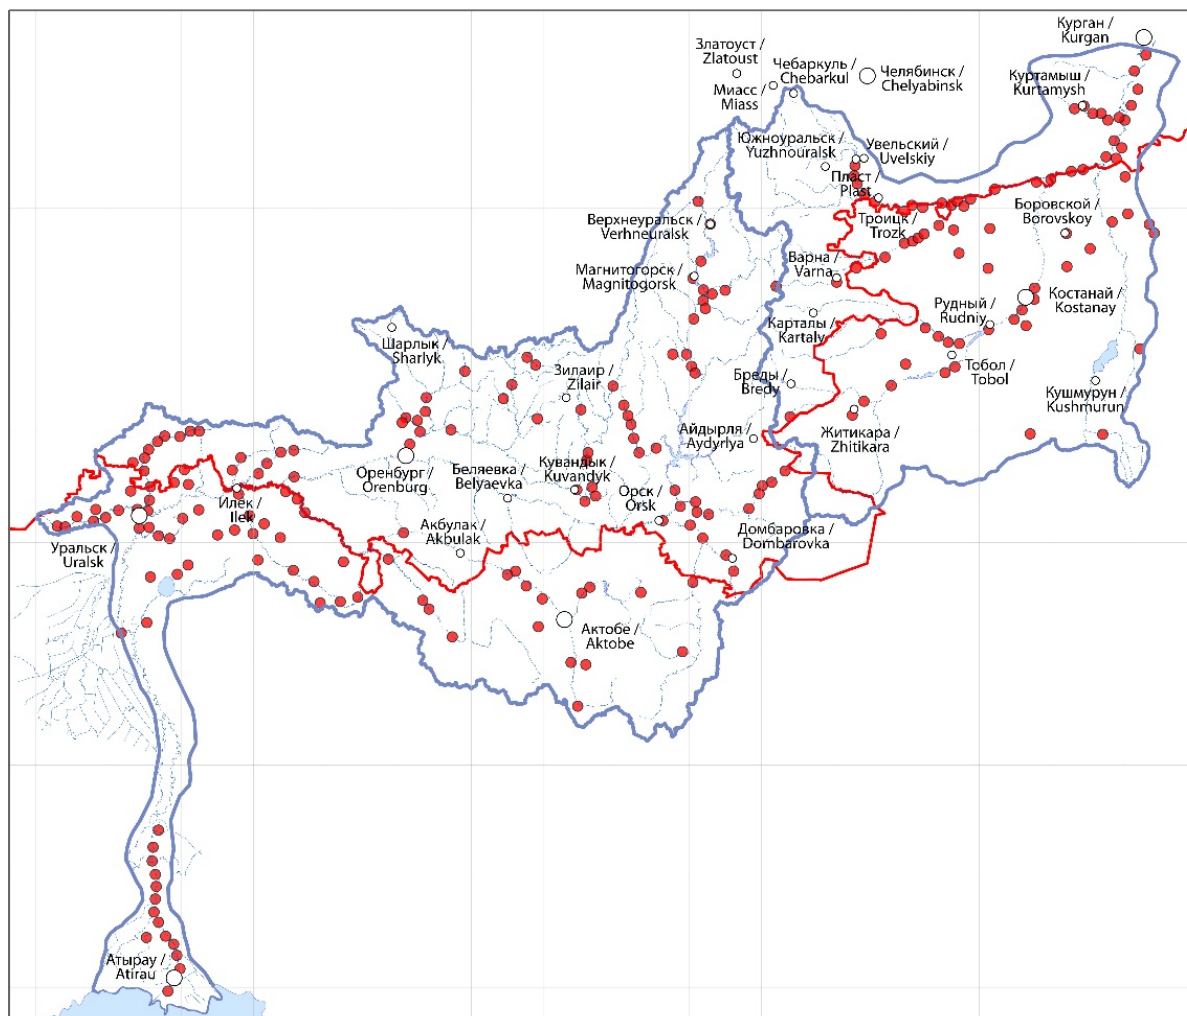 Курган /
Kurgan
Златоуст /
Zlatoust
Чебаркуль /
Chebarkul
Челябинск /
Chelyabinsk
Миасс /
Miass
Куртамыш /
Kurtamysh
Южноуральск /
Yuzhnouralsk
Увельский /
Uvelskiy
Пласт /
Plast
Троицк /
Trozk
Боровской /
Borovskoy
Верхнеуральск /
Verhneuralsk
Варна /
Varna
Магнитогорск /
Magnitogorsk
Костанай /
Kostanay
Рудный /
Rudniy
Карталы /
Kartaly
Шарлык /
Sharlyk
Тобол /
Tobol
Зилаир /
Zilair
Бреды /
Bredy
Кушмурун /
Kushmurun
Айдырля /
Aydyrlya
Житикара /
Zhitikara
Оренбург /
Orenburg
Беляевка /
Belyaevka
Кувандык /
Kuvandyk
Орск /
Orsk
Илек /
Ilek
Акбулак /
Akbulak
Домбаровка /
Dombarovka
Уральск /
Uralsk
Актобе /
Aktobe
Атырау /
Atirau